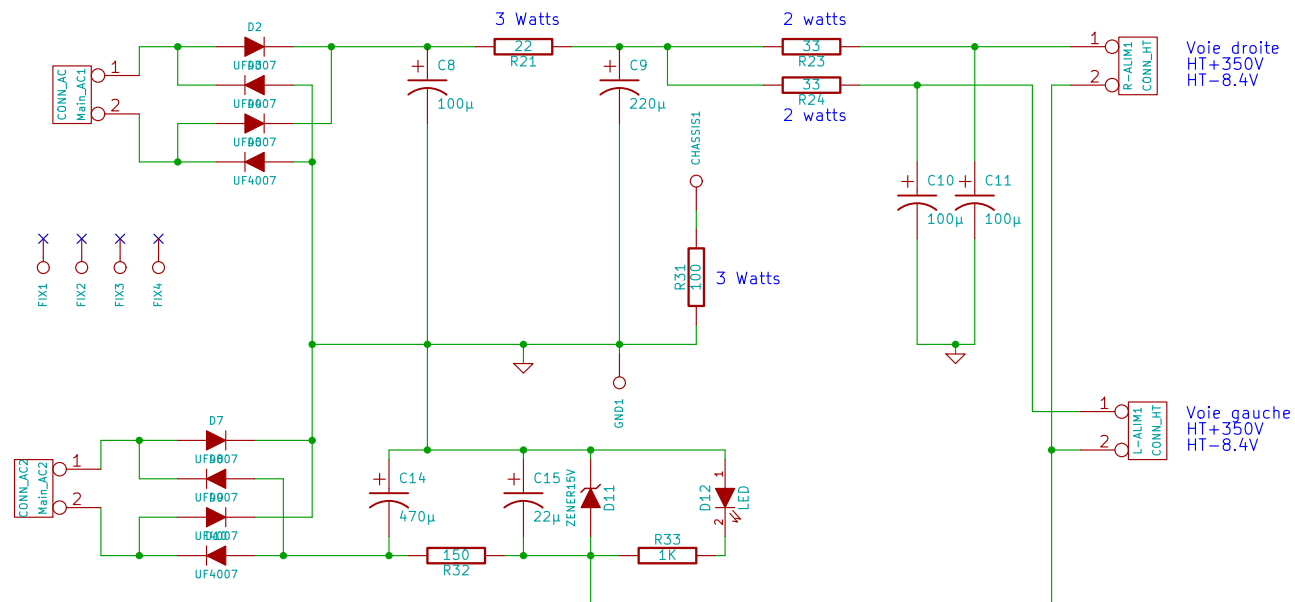 3 Watts
2 watts
D2
22
33
R21
R23
1
Voie droite
HT+350V
HT-8.4V
R-ALIM1
CONN_HT
2
CONN_AC
Main_AC1
1
2
UF4007
C8
100µ
C9
220µ
33
R24
2 watts
CHASSIS1
C10
100µ
C11
100µ
FIX1
FIX2
FIX3
FIX4
R31
100
3 Watts
GND1
D7
CONN_AC2
Main_AC2
1
2
UF4007
C14
470µ
C15
22µ
ZENER15V
D11
D12
LED
1
2
150
R32
R33
1K
1
2
L-ALIM1
CONN_HT
Voie gauche
HT+350V
HT-8.4V